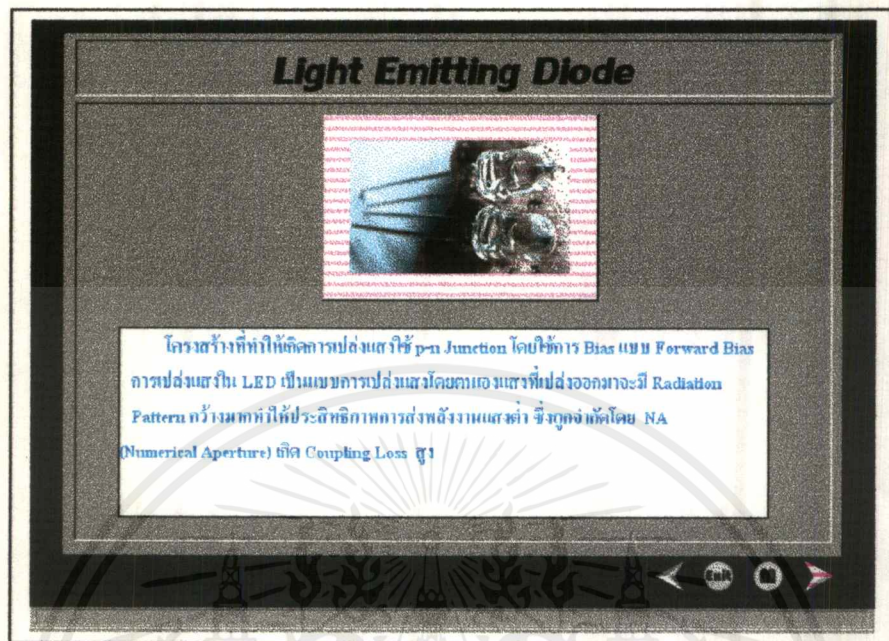 Light Emitting Diode
โครงสร้างที่ทำให้เกิดการเปล่งแสงใช้ p-n Junction โดยใช้การ Bias แบบ Forward Bias
การเปล่งแสงใน LED เป็นแบบการเปล่งแสงโดยตนเองแสงที่เปล่งออกมาจะมี Radiation
Pattern กว้างมากทำให้ประสิทธิภาพการส่งพลังงานแสงต่ำ ซึ่งถูกจำกัดโดย NA
(Numerical Aperture) เกิด Coupling Loss สูง